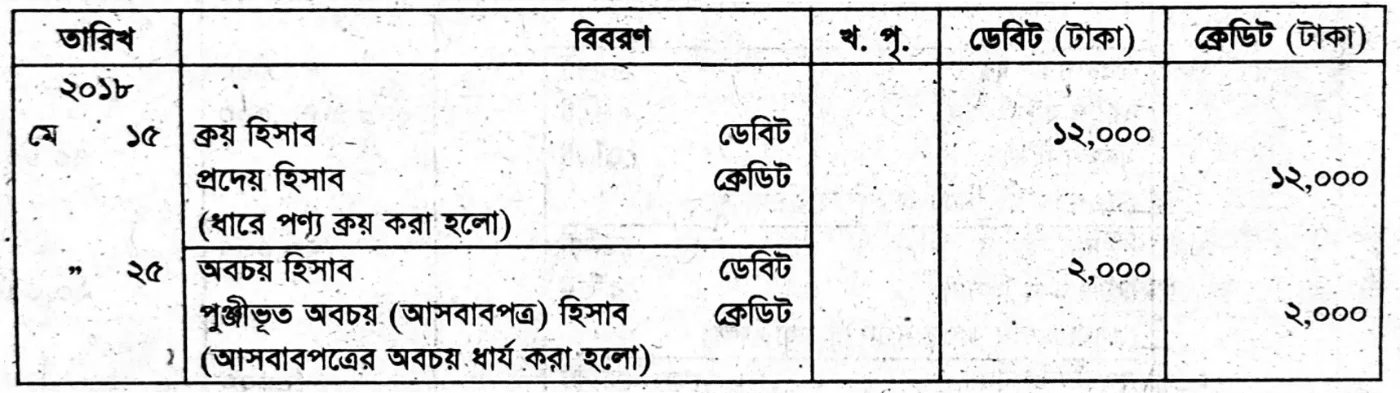 তারিখ বিবরণ খ. পৃ. ডেবিট (টাকা) ক্রেডিট (টাকা)
২০১৮
মে ১৫ ক্রয় হিসাব ডেবিট ১২,০০০
প্রদেয় হিসাব ক্রেডিট ১২,০০০
(ধারে পণ্য ক্রয় করা হলো)
" ২৫ অবচয় হিসাব ডেবিট ২,০০০
পুঞ্জীভূত অবচয় (আসবাবপত্র) হিসাব ক্রেডিট ২,০০০
(আসবাবপত্রের অবচয় ধার্য করা হলো)